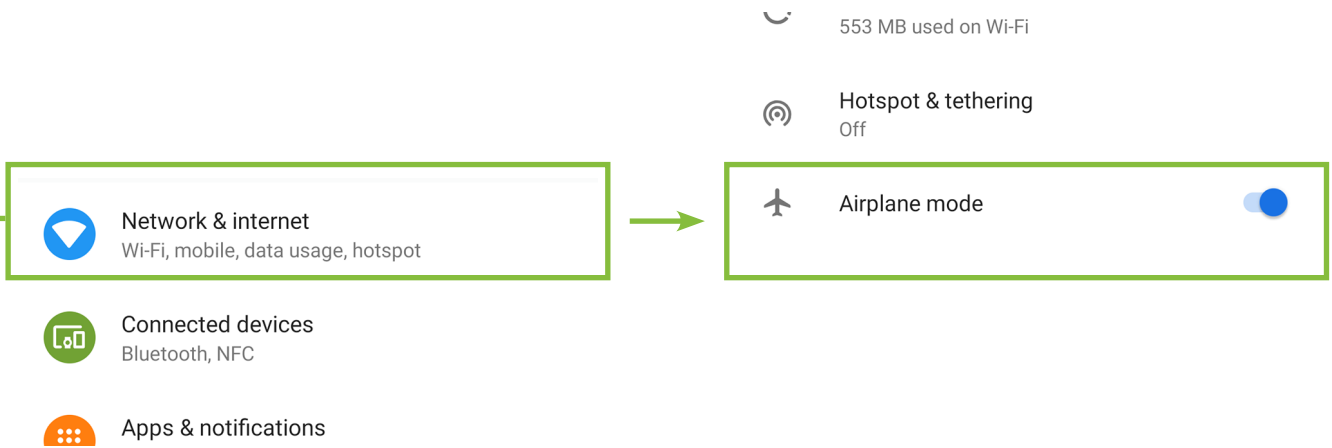 Network & internet
Wi-Fi, mobile, data usage, hotspot
Connected devices
Bluetooth, NFC
Apps & notifications
553 MB used on Wi-Fi
Hotspot & tethering
Off
Airplane mode